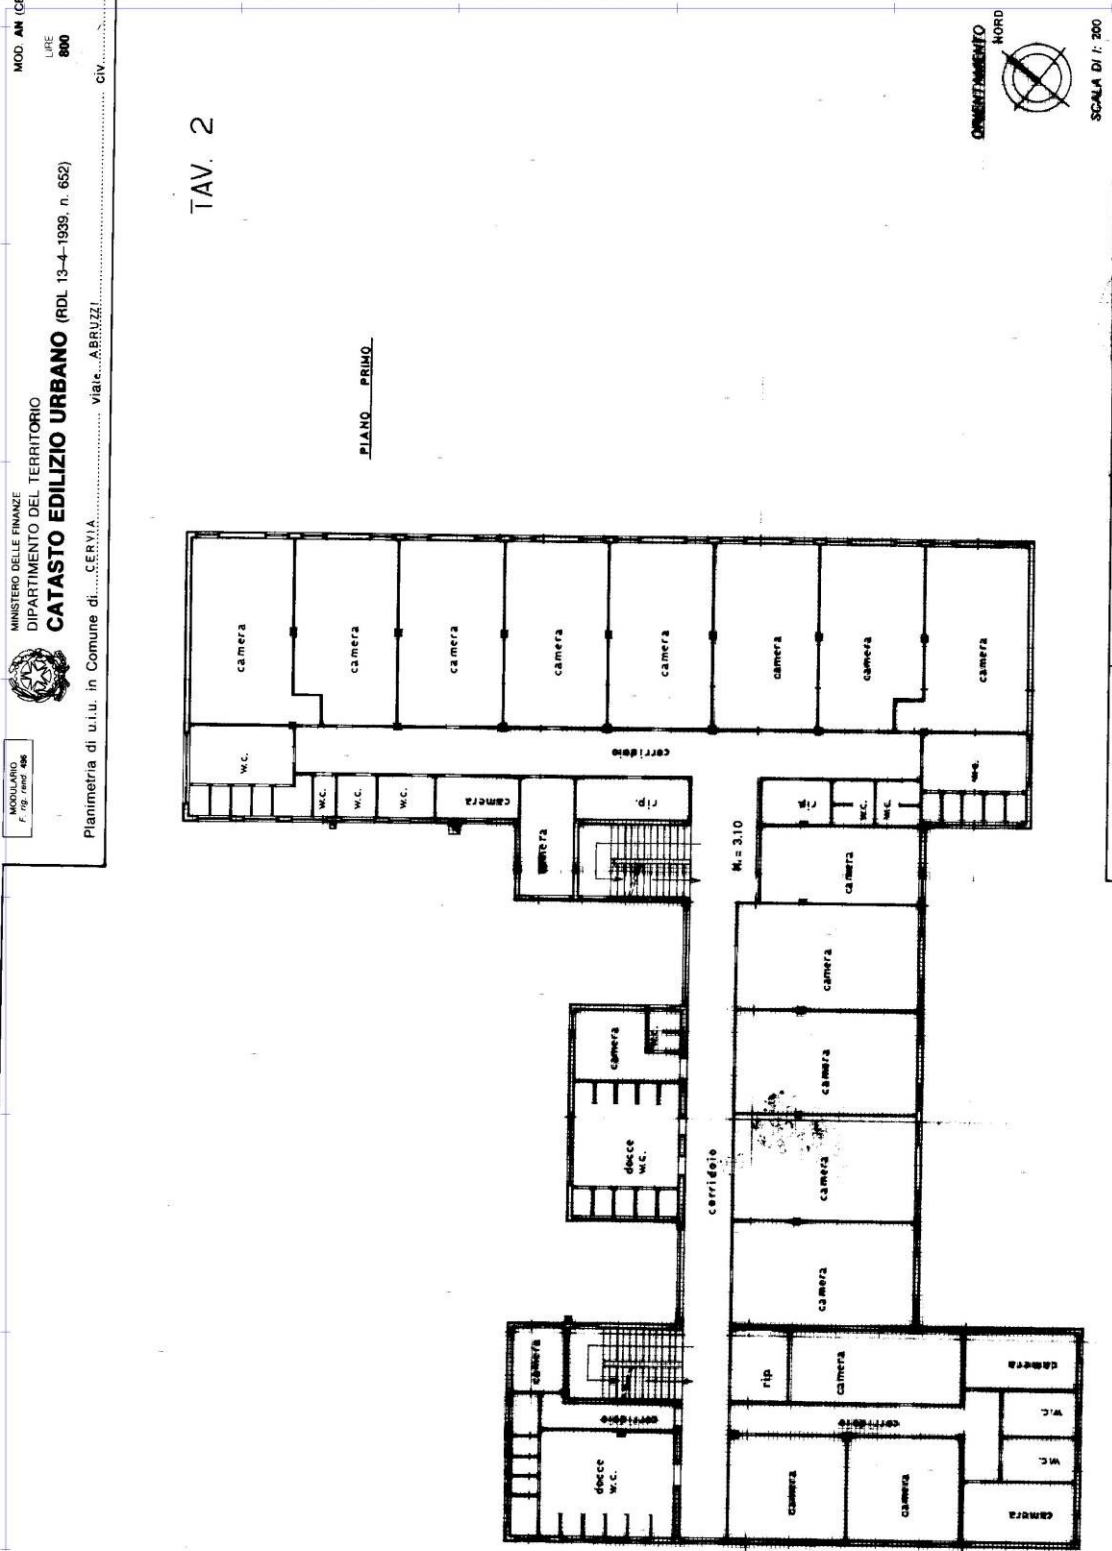 MODULARIO
F. rig. rend. 496
MINISTERO DELLE FINANZE
DIPARTIMENTO DEL TERRITORIO
CATASTO EDILIZIO URBANO (RDL 13-4-1939, n. 652)
MOD. AN
LIRE
800
Planimetria di u.i.u. in Comune di CERVIA viale ABRUZZI civ.
TAV. 2
PIANO PRIMO
camera
camera
camera
camera
camera
camera
camera
camera
w.c.
corridoio
w.c.
w.c.
w.c.
w.c.
camera
rip.
w.c.
w.c.
camera
H.= 3.10
camera
camera
camera
w.c.
camera
docce
w.c.
camera
corridoio
camera
camera
camera
rip
camera
camera
corridoio
corridoio
w.c.
w.c.
docce
w.c.
camera
camera
camera
ORIENTAMENTO
NORD
SCALA DI 1: 200